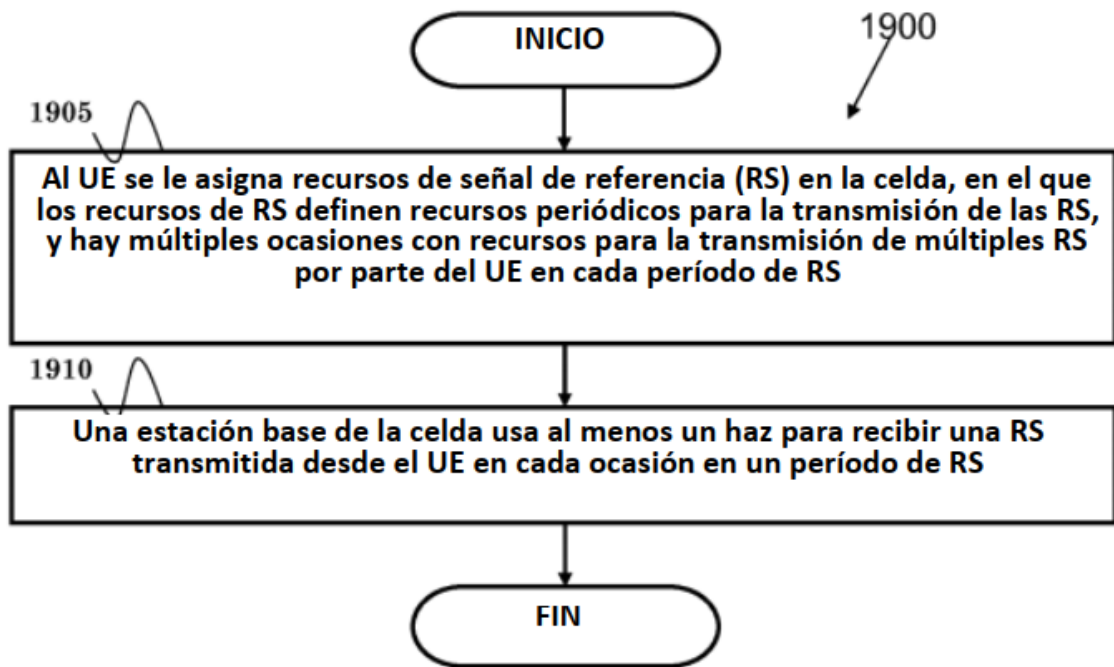 INICIO
1900
1905
Al UE se le asigna recursos de señal de referencia (RS) en la celda, en el que
los recursos de RS definen recursos periódicos para la transmisión de las RS,
y hay múltiples ocasiones con recursos para la transmisión de múltiples RS
por parte del UE en cada período de RS
1910
Una estación base de la celda usa al menos un haz para recibir una RS
transmitida desde el UE en cada ocasión en un período de RS
FIN